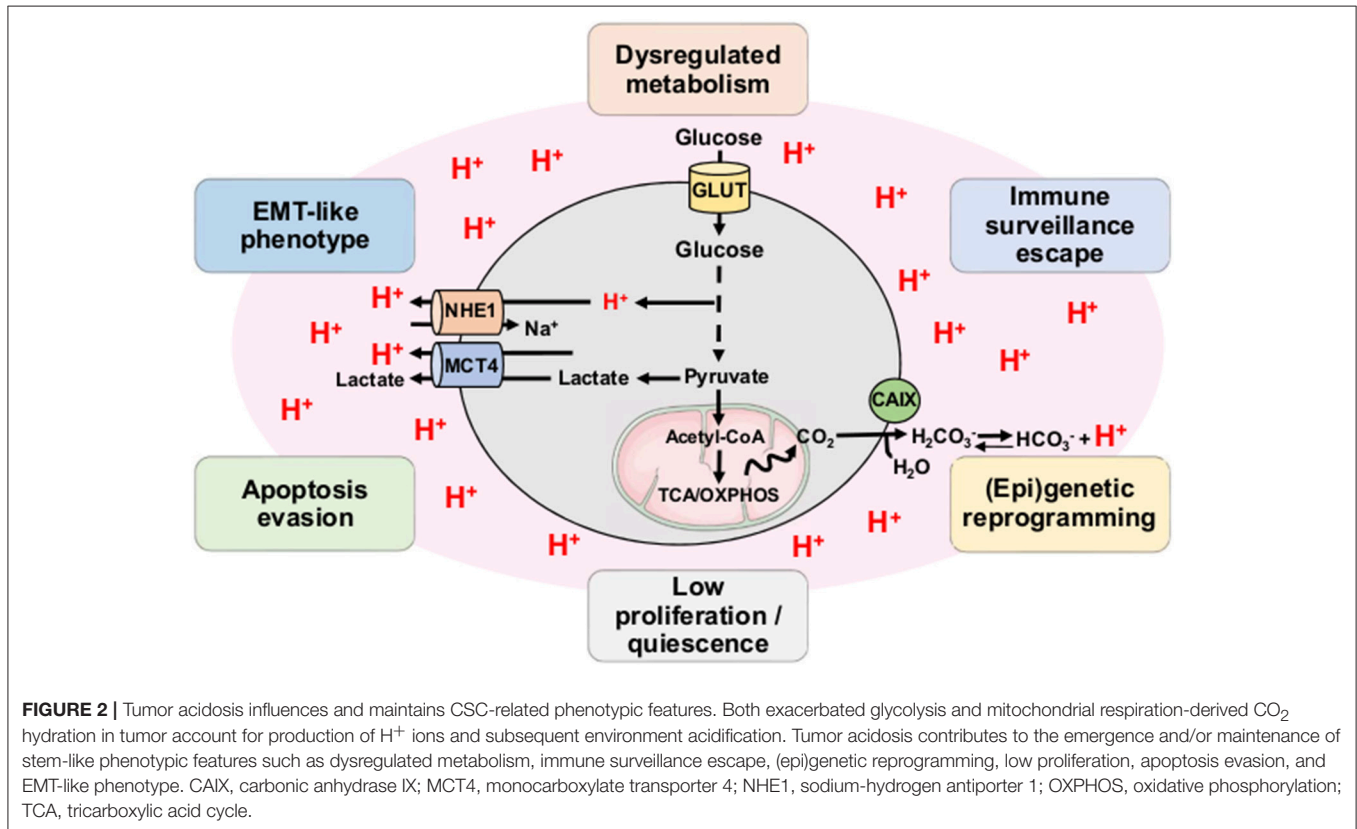 Dysregulated
metabolism
Glucose
H⁺ H⁺ H⁺
GLUT
H⁺
EMT-like
phenotype
Immune
surveillance
escape
H⁺
Glucose
H⁺
H⁺ NHE1 H⁺
Na⁺
H⁺
H⁺
H⁺
H⁺
H⁺ MCT4
Lactate Lactate Pyruvate
CAIX
H⁺
H⁺
Acetyl-CoA CO₂ H₂CO₃⁻ HCO₃⁻ + H⁺
H₂O
TCA/OXPHOS
Apoptosis
evasion
H⁺
(Epi)genetic
reprogramming
H⁺
H⁺
H⁺
Low
proliferation /
quiescence
FIGURE 2 | Tumor acidosis influences and maintains CSC-related phenotypic features. Both exacerbated glycolysis and mitochondrial respiration-derived CO₂
hydration in tumor account for production of H⁺ ions and subsequent environment acidification. Tumor acidosis contributes to the emergence and/or maintenance of
stem-like phenotypic features such as dysregulated metabolism, immune surveillance escape, (epi)genetic reprogramming, low proliferation, apoptosis evasion, and
EMT-like phenotype. CAIX, carbonic anhydrase IX; MCT4, monocarboxylate transporter 4; NHE1, sodium-hydrogen antiporter 1; OXPHOS, oxidative phosphorylation;
TCA, tricarboxylic acid cycle.